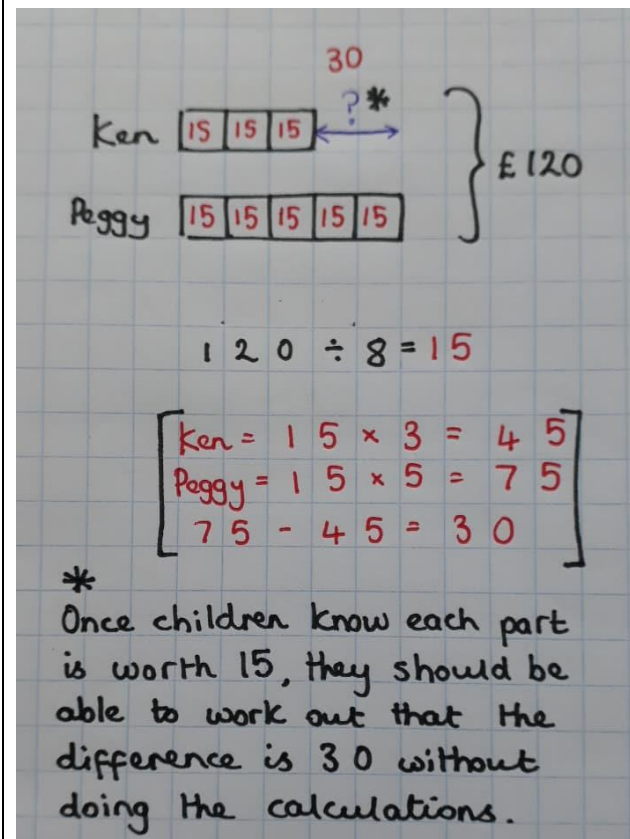 30
?*
Ken 15 15 15
£120
Peggy 15 15 15 15 15
120 ÷ 8 = 15
Ken = 15 × 3 = 45
Peggy = 15 × 5 = 75
75 - 45 = 30
*
Once children know each part
is worth 15, they should be
able to work out that the
difference is 30 without
doing the calculations.